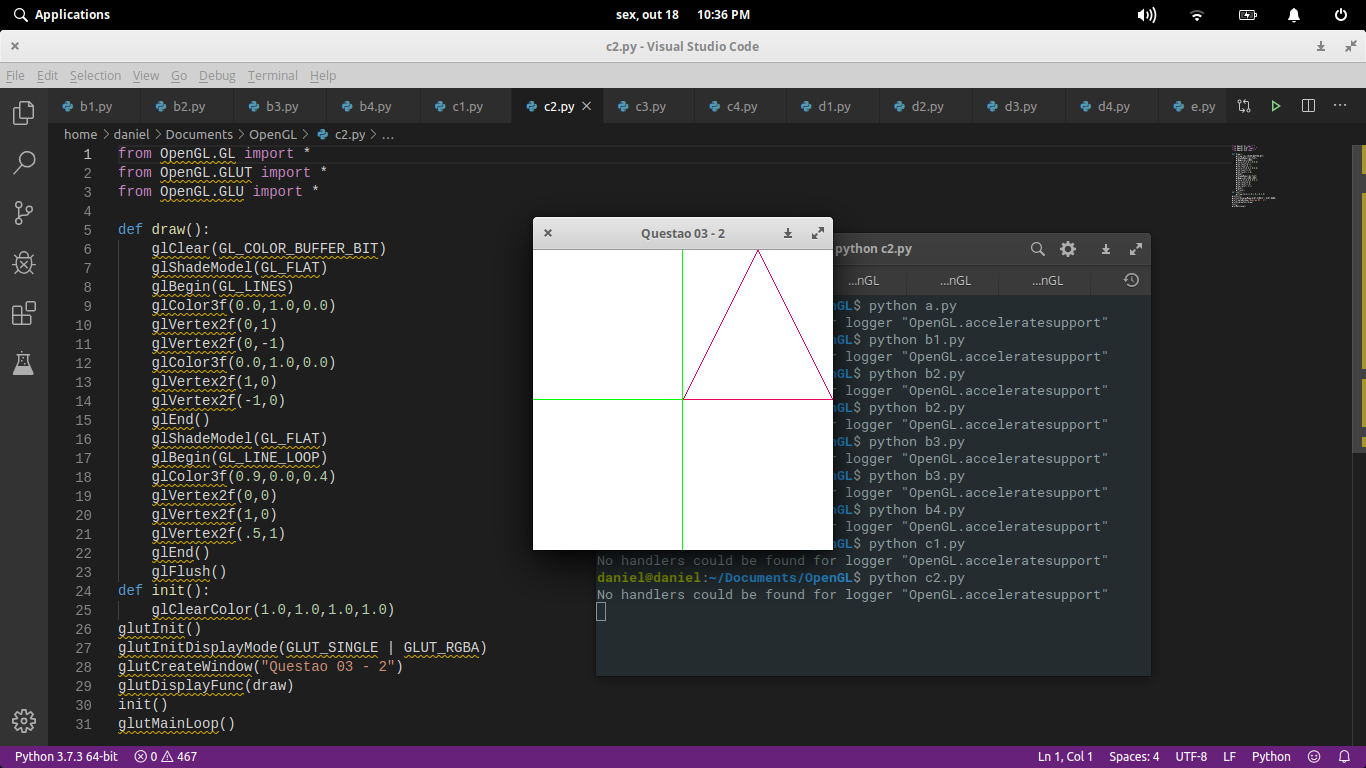 Applications
sex, out 18 10:36 PM
c2.py - Visual Studio Code
File Edit Selection View Go Debug Terminal Help
b1.py b2.py b3.py b4.py c1.py c2.py c3.py c4.py d1.py d2.py d3.py d4.py e.py
home > daniel > Documents > OpenGL > c2.py > ...
1 from OpenGL.GL import *
2 from OpenGL.GLUT import *
3 from OpenGL.GLU import *
4
5 def draw():
6 glClear(GL_COLOR_BUFFER_BIT)
7 glShadeModel(GL_FLAT)
8 glBegin(GL_LINES)
9 glColor3f(0.0,1.0,0.0)
10 glVertex2f(0,1)
11 glVertex2f(0,-1)
12 glColor3f(0.0,1.0,0.0)
13 glVertex2f(1,0)
14 glVertex2f(-1,0)
15 glEnd()
16 glShadeModel(GL_FLAT)
17 glBegin(GL_LINE_LOOP)
18 glColor3f(0.9,0.0,0.4)
19 glVertex2f(0,0)
20 glVertex2f(1,0)
21 glVertex2f(.5,1)
22 glEnd()
23 glFlush()
24 def init():
25 glClearColor(1.0,1.0,1.0,1.0)
26 glutInit()
27 glutInitDisplayMode(GLUT_SINGLE | GLUT_RGBA)
28 glutCreateWindow("Questao 03 - 2")
29 glutDisplayFunc(draw)
30 init()
31 glutMainLoop()
Questao 03 - 2
python c2.py
...nGL ...nGL ...nGL
nGL$ python a.py
r logger "OpenGL.acceleratesupport"
nGL$ python b1.py
r logger "OpenGL.acceleratesupport"
nGL$ python b2.py
r logger "OpenGL.acceleratesupport"
nGL$ python b2.py
r logger "OpenGL.acceleratesupport"
nGL$ python b3.py
r logger "OpenGL.acceleratesupport"
nGL$ python b3.py
r logger "OpenGL.acceleratesupport"
nGL$ python b4.py
r logger "OpenGL.acceleratesupport"
nGL$ python c1.py
No handlers could be found for logger "OpenGL.acceleratesupport"
daniel@daniel:~/Documents/OpenGL$ python c2.py
No handlers could be found for logger "OpenGL.acceleratesupport"
Python 3.7.3 64-bit 0 467 Ln 1, Col 1 Spaces: 4 UTF-8 LF Python